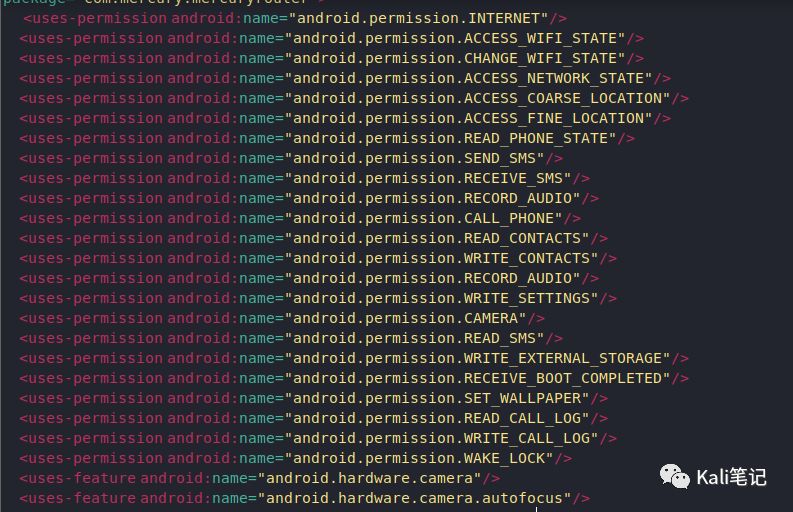 package="com.mercury.mercuryrouter">
<uses-permission android:name="android.permission.INTERNET"/>
<uses-permission android:name="android.permission.ACCESS_WIFI_STATE"/>
<uses-permission android:name="android.permission.CHANGE_WIFI_STATE"/>
<uses-permission android:name="android.permission.ACCESS_NETWORK_STATE"/>
<uses-permission android:name="android.permission.ACCESS_COARSE_LOCATION"/>
<uses-permission android:name="android.permission.ACCESS_FINE_LOCATION"/>
<uses-permission android:name="android.permission.READ_PHONE_STATE"/>
<uses-permission android:name="android.permission.SEND_SMS"/>
<uses-permission android:name="android.permission.RECEIVE_SMS"/>
<uses-permission android:name="android.permission.RECORD_AUDIO"/>
<uses-permission android:name="android.permission.CALL_PHONE"/>
<uses-permission android:name="android.permission.READ_CONTACTS"/>
<uses-permission android:name="android.permission.WRITE_CONTACTS"/>
<uses-permission android:name="android.permission.RECORD_AUDIO"/>
<uses-permission android:name="android.permission.WRITE_SETTINGS"/>
<uses-permission android:name="android.permission.CAMERA"/>
<uses-permission android:name="android.permission.READ_SMS"/>
<uses-permission android:name="android.permission.WRITE_EXTERNAL_STORAGE"/>
<uses-permission android:name="android.permission.RECEIVE_BOOT_COMPLETED"/>
<uses-permission android:name="android.permission.SET_WALLPAPER"/>
<uses-permission android:name="android.permission.READ_CALL_LOG"/>
<uses-permission android:name="android.permission.WRITE_CALL_LOG"/>
<uses-permission android:name="android.permission.WAKE_LOCK"/>
<uses-feature android:name="android.hardware.camera"/>
<uses-feature android:name="android.hardware.camera.autofocus"/>
Kali笔记